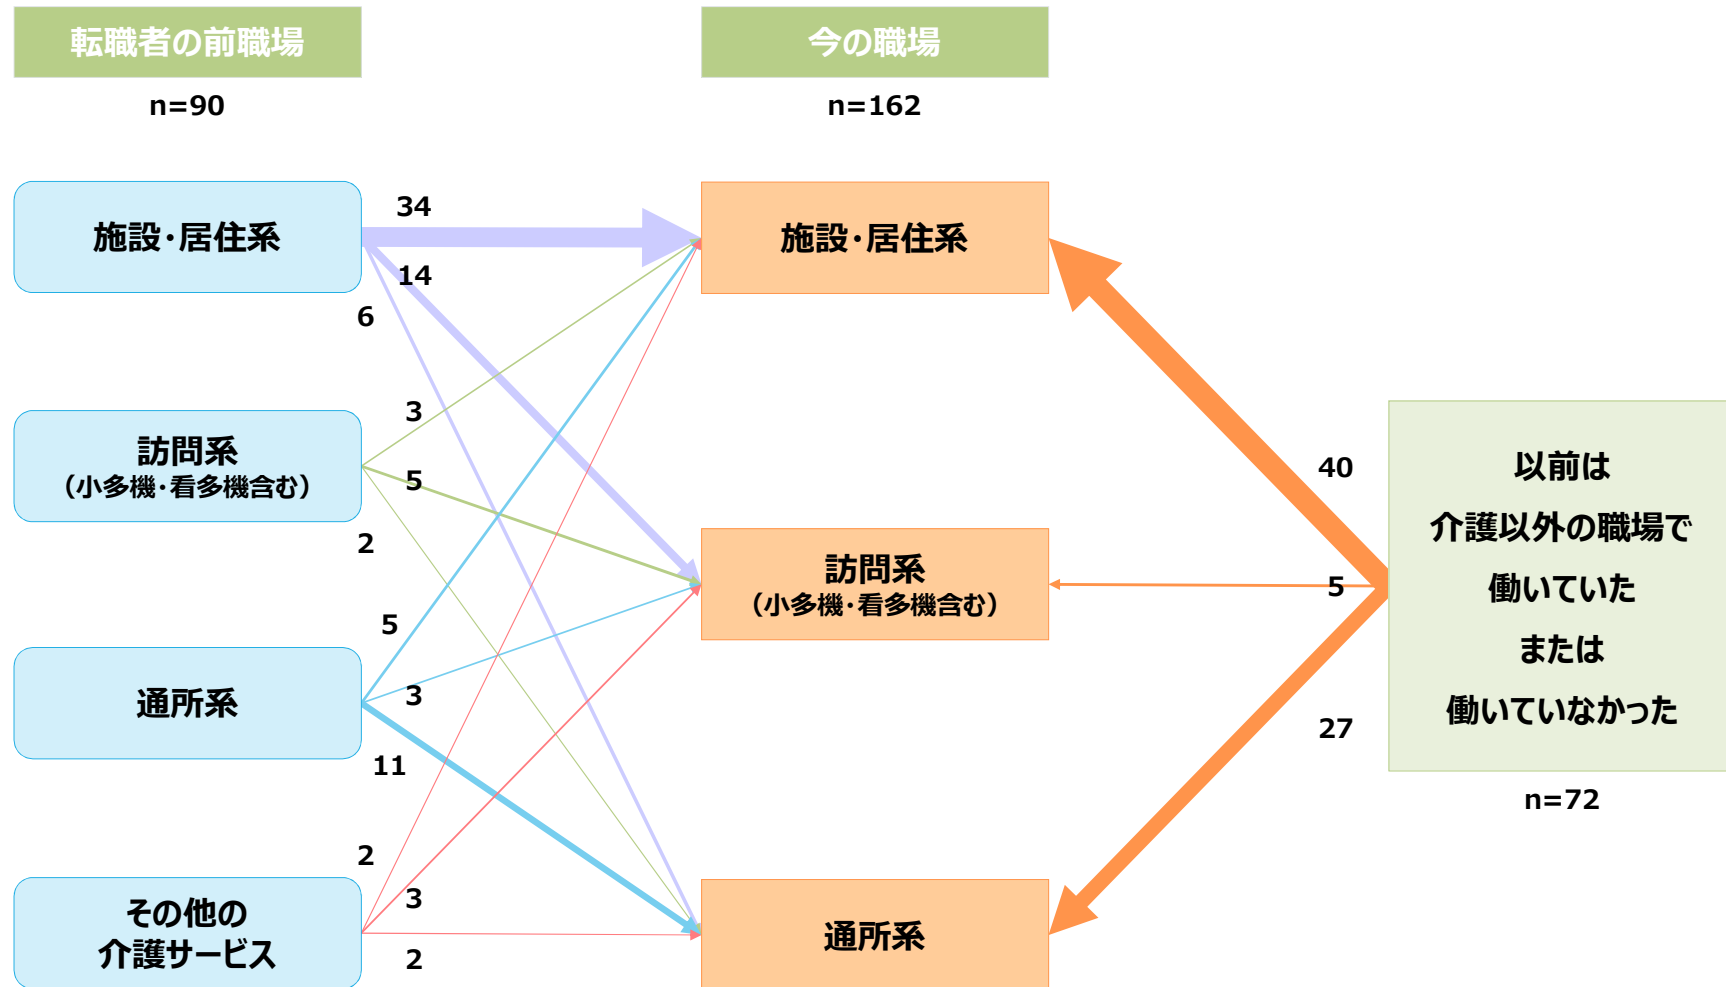 転職者の前職場
今の職場
n=90
n=162
施設・居住系
34
14
6
施設・居住系
訪問系
（小多機・看多機含む）
3
5
2
訪問系
（小多機・看多機含む）
40
5
27
以前は
介護以外の職場で
働いていた
または
働いていなかった
n=72
通所系
5
3
11
その他の
介護サービス
2
3
2
通所系